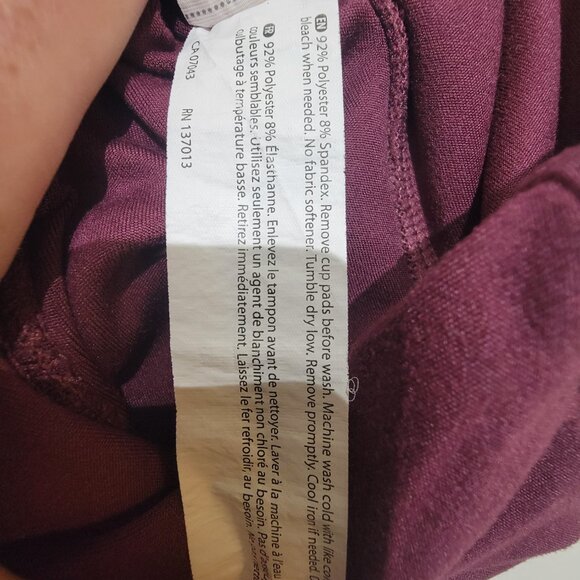 EN 92% Polyester 8% Spandex. Remove cup pads before wash. Machine wash cold with like
bleach when needed. No fabric softener. Tumble dry low. Remove promptly. Cool iron if needed.
FR 92% Polyester 8% Élasthanne. Enlevez le tampon avant de nettoyer. Laver à la machine à l'eau
couleurs semblables. Utilisez seulement un agent de blanchiment non chloré au besoin.
culbutage à température basse. Retirez immédiatement. Laissez le fer refroidir, au besoin.
CA 07043 RN 137013